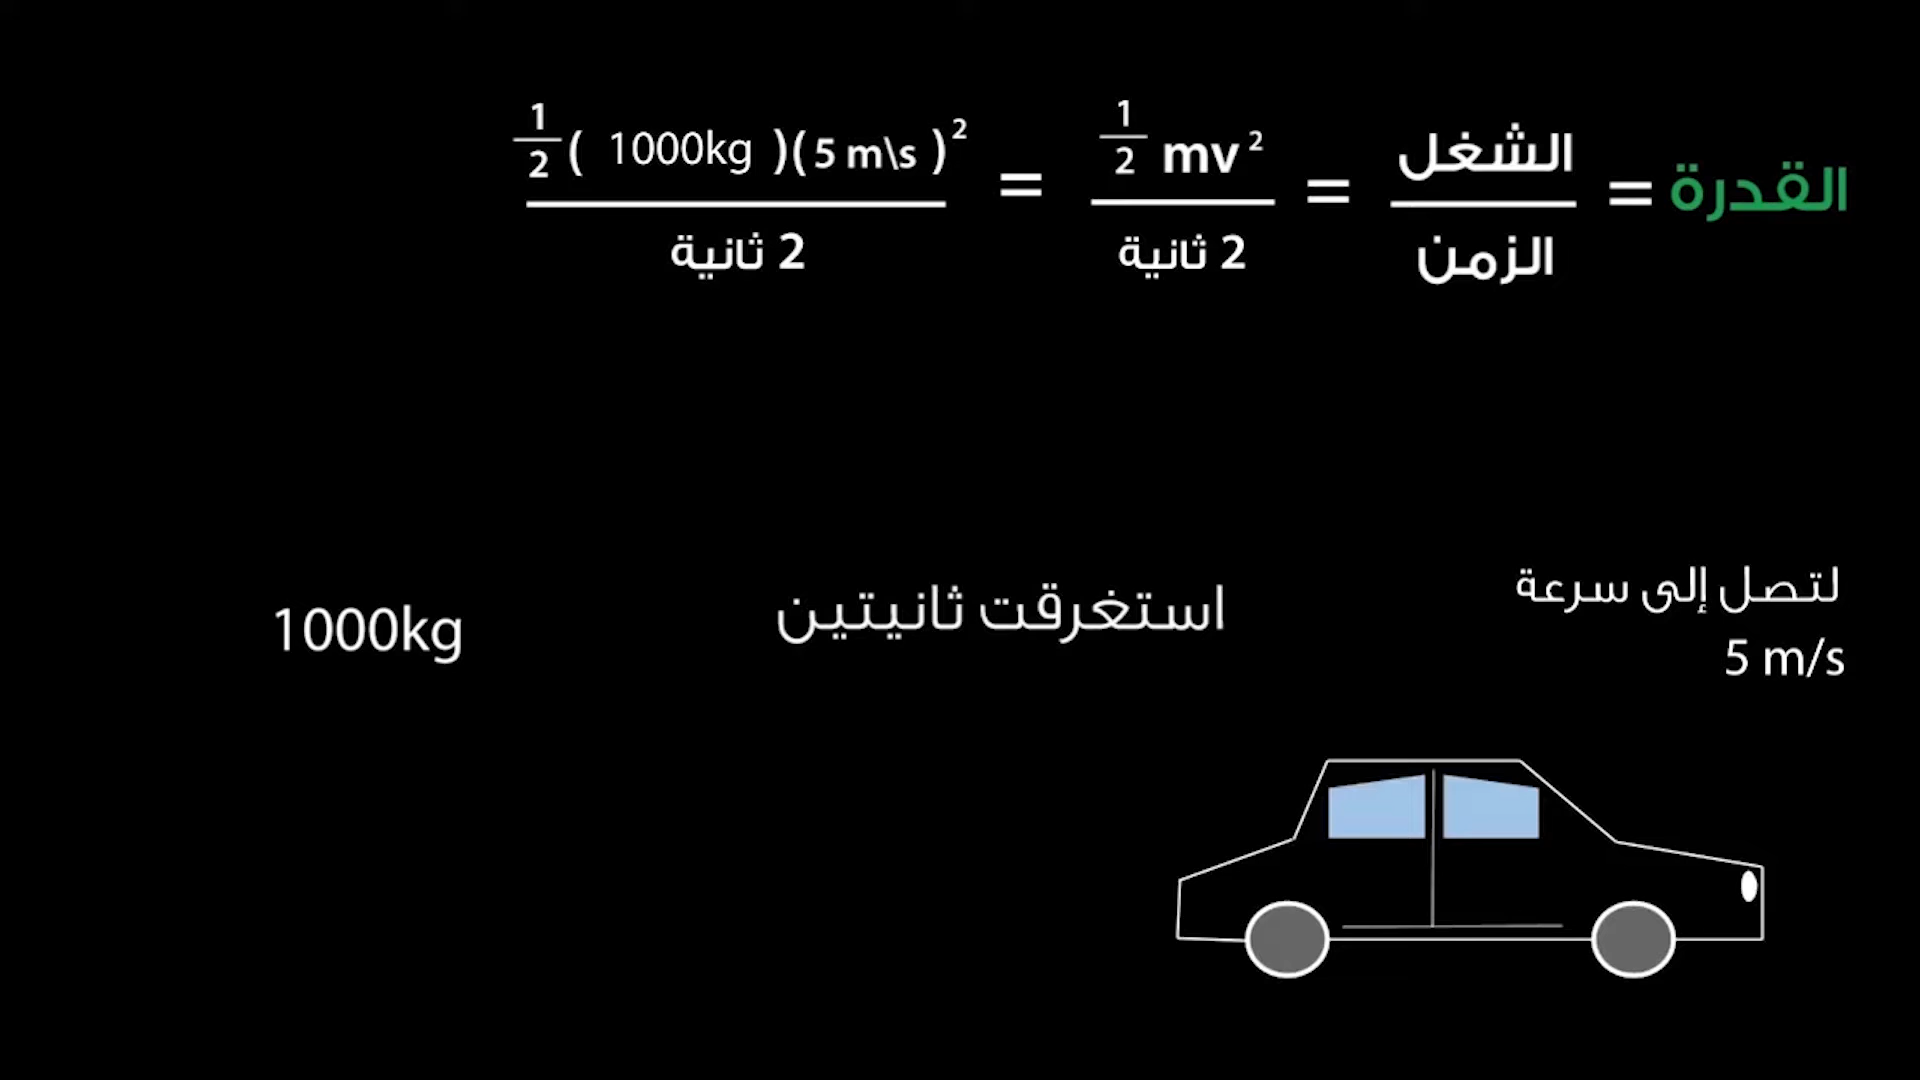 القدرة = الشغل / الزمن = 1/2 mv² / 2 ثانية = 1/2 ( 1000kg )( 5 m\s )² / 2 ثانية
لتصل إلى سرعة
5 m/s
استغرقت ثانيتين
1000kg